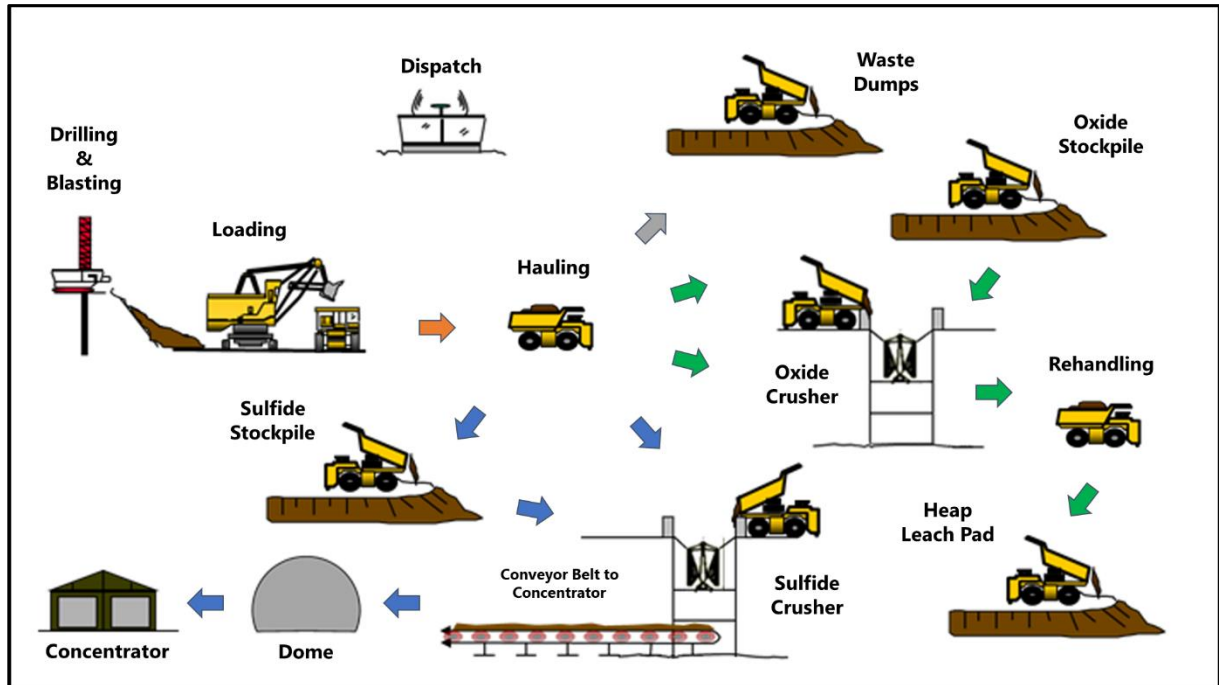 Dispatch
Waste
Dumps
Oxide
Stockpile
Drilling
&
Blasting
Loading
Hauling
Oxide
Crusher
Rehandling
Sulfide
Stockpile
Heap
Leach Pad
Conveyor Belt to
Concentrator
Sulfide
Crusher
Concentrator
Dome